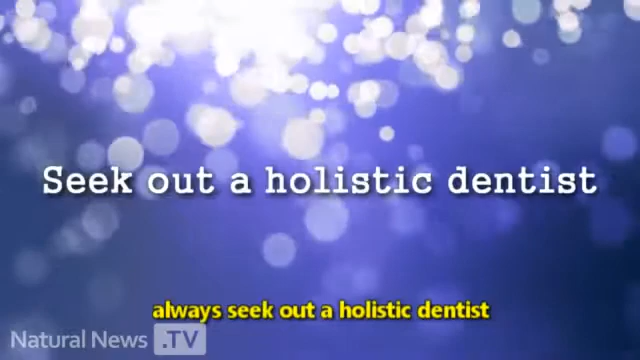 Seek out a holistic dentist
always seek out a holistic dentist
Natural News .TV